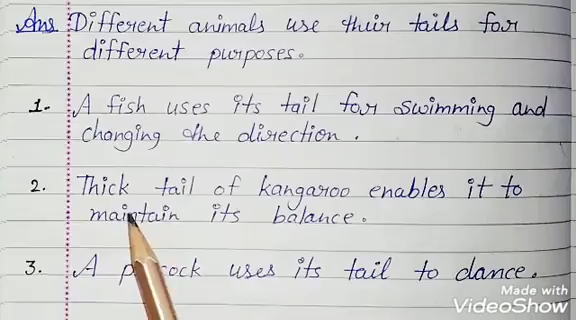 Ans Different animals use their tails for
different purposes.
1. A fish uses its tail for swimming and
changing the direction.
2. Thick tail of kangaroo enables it to
maintain its balance.
3. A peacock uses its tail to dance.
Made with
VideoShow